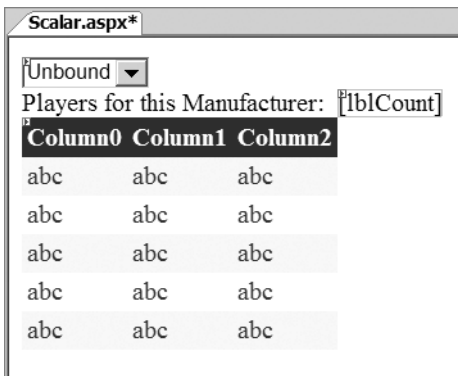 Scalar.aspx*
Unbound
Players for this Manufacturer: [lblCount]
Column0 Column1 Column2
abc abc abc
abc abc abc
abc abc abc
abc abc abc
abc abc abc